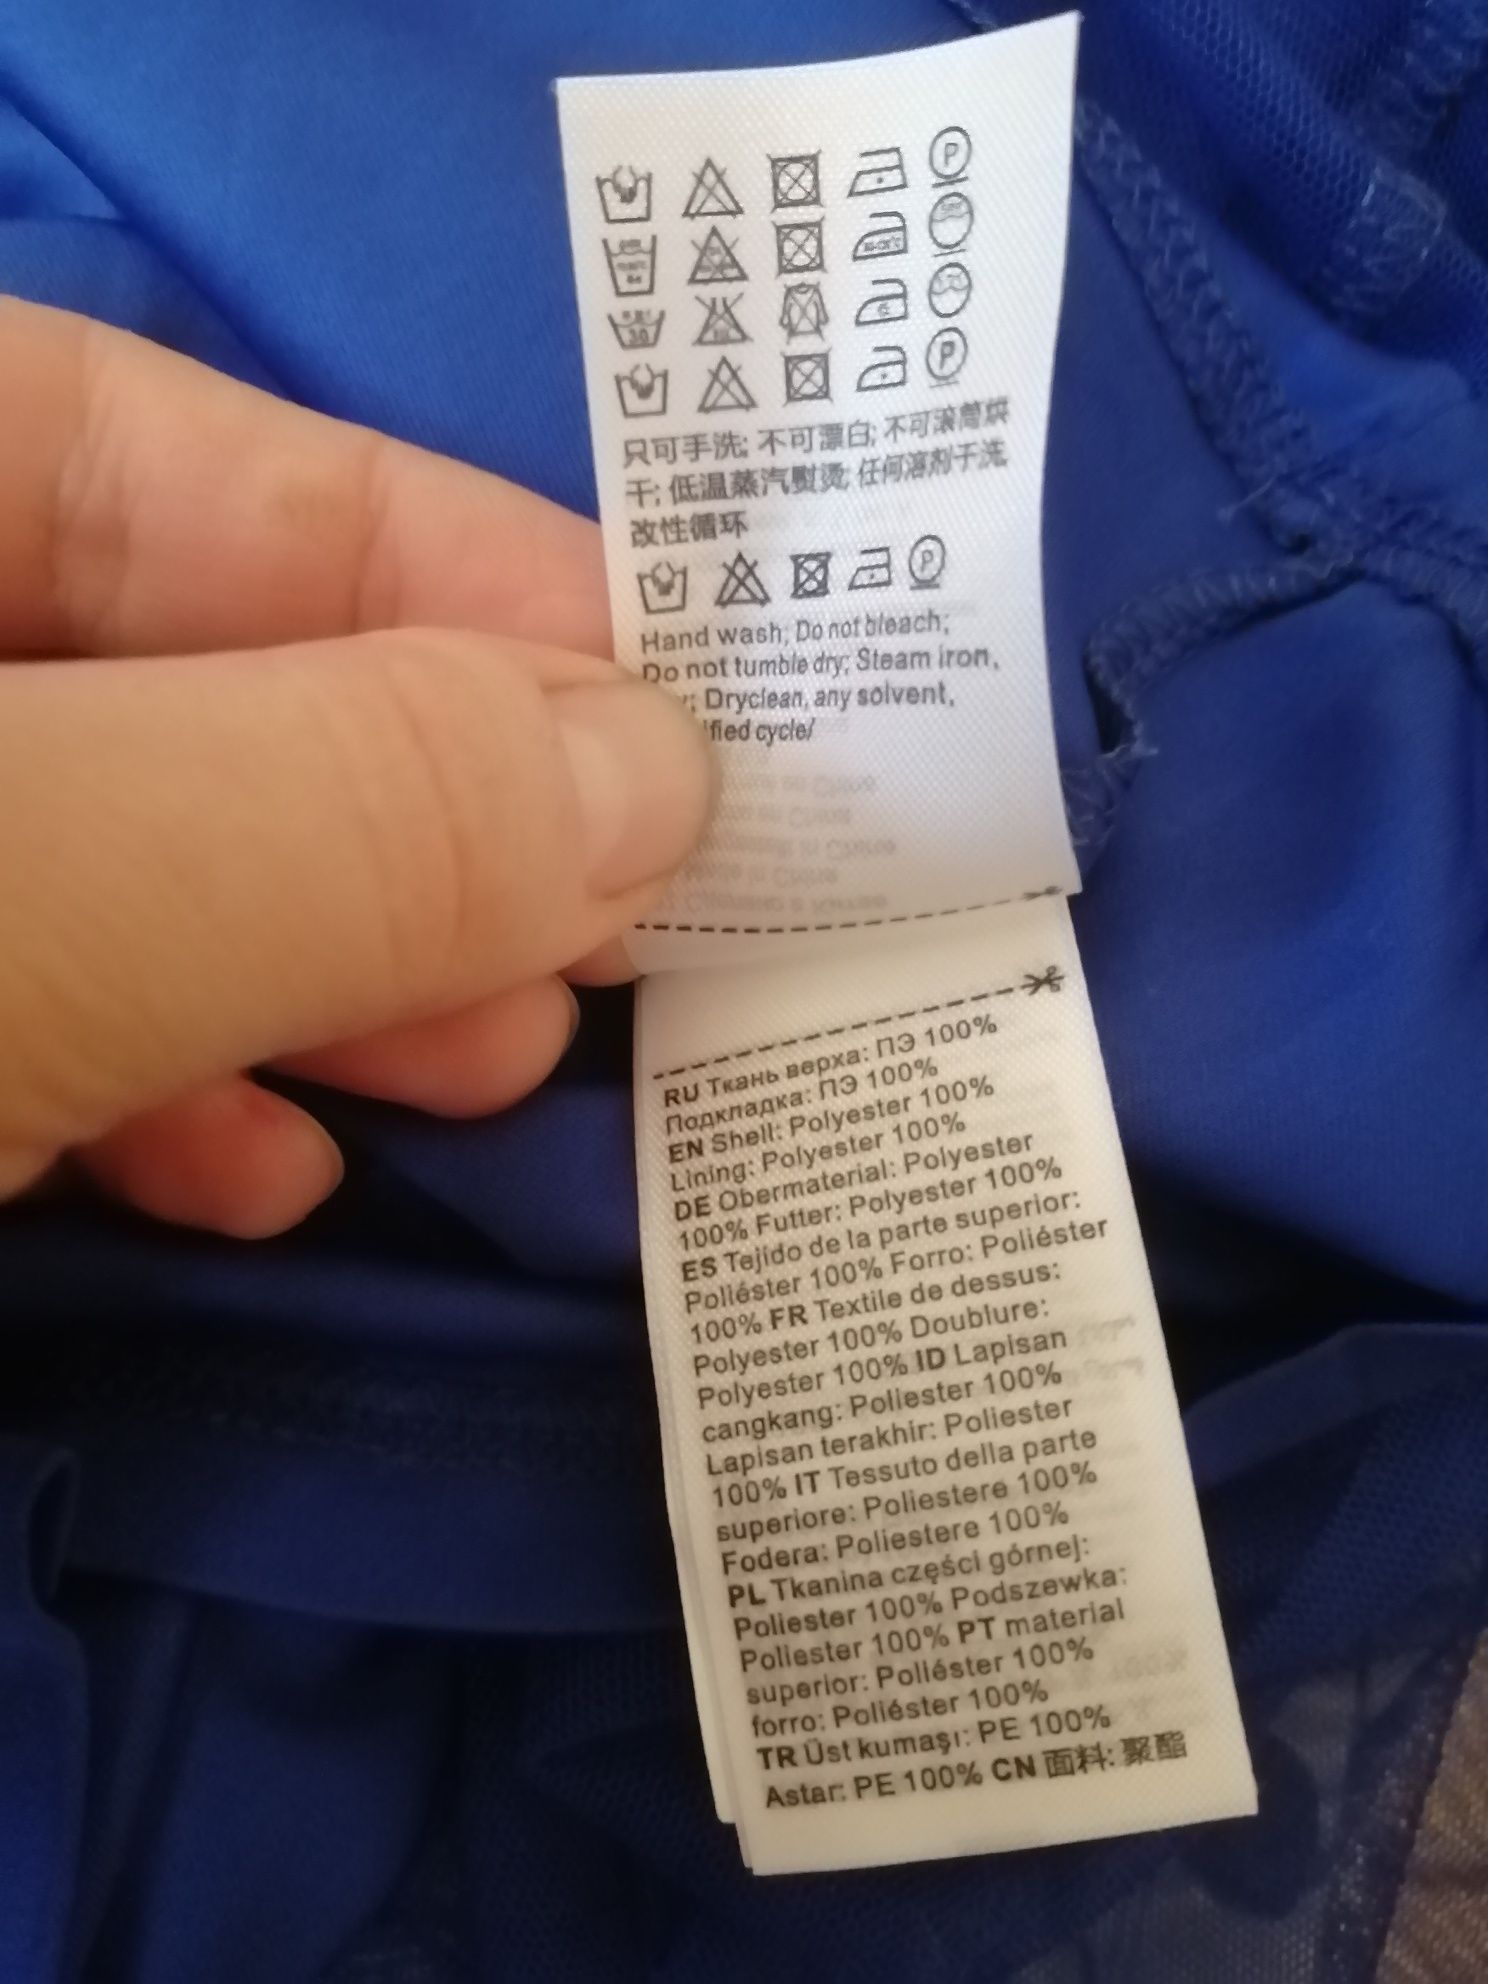 30
只可手洗; 不可漂白; 不可滚筒烘
干; 低温蒸汽熨烫; 任何溶剂干洗,
改性循环
P
Hand wash; Do not bleach;
Do not tumble dry; Steam iron,
Dryclean, any solvent,
cycle/
RU Ткань верха: ПЭ 100%
Подкладка: ПЭ 100%
EN Shell: Polyester 100%
Lining: Polyester 100%
DE Obermaterial: Polyester
100% Futter: Polyester 100%
ES Tejido de la parte superior:
Poliéster 100% Forro: Poliéster
100% FR Textile de dessus:
Polyester 100% Doublure:
Polyester 100% ID Lapisan
cangkang: Poliester 100%
Lapisan terakhir: Poliester
100% IT Tessuto della parte
superiore: Poliestere 100%
Fodera: Poliestere 100%
PL Tkanina części górnej:
Poliester 100% Podszewka:
Poliester 100% PT material
superior: Poliéster 100%
forro: Poliéster 100%
TR Üst kumaşı: PE 100%
Astar: PE 100% CN 面料: 聚酯